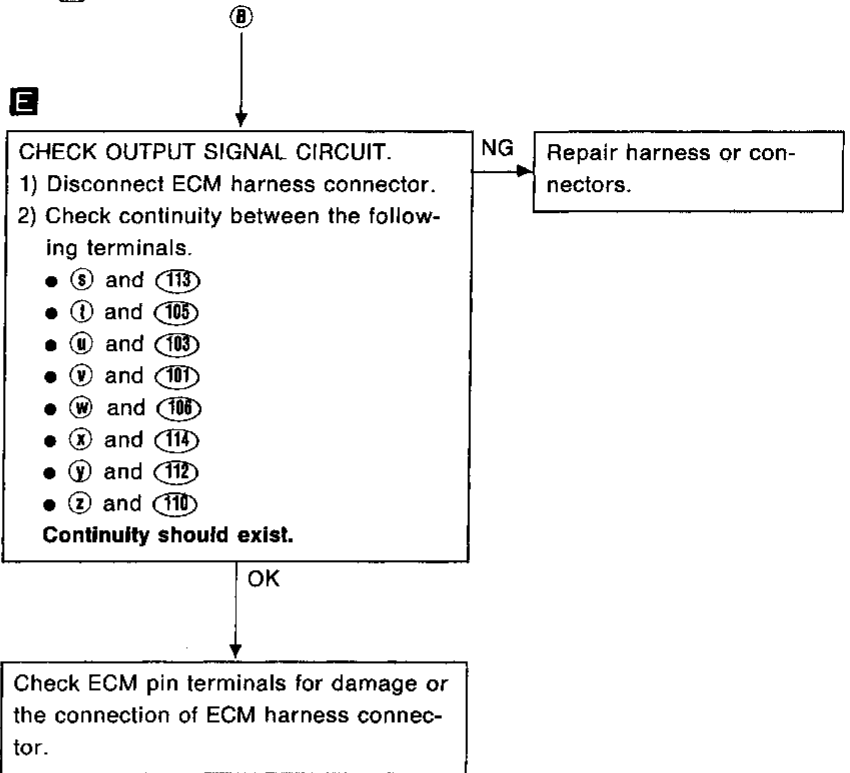 B
E
CHECK OUTPUT SIGNAL CIRCUIT.
1) Disconnect ECM harness connector.
2) Check continuity between the follow-
ing terminals.
● s and 113
● t and 105
● u and 103
● v and 101
● w and 106
● x and 114
● y and 112
● z and 110
Continuity should exist.
NG
Repair harness or con-
nectors.
OK
Check ECM pin terminals for damage or
the connection of ECM harness connec-
tor.